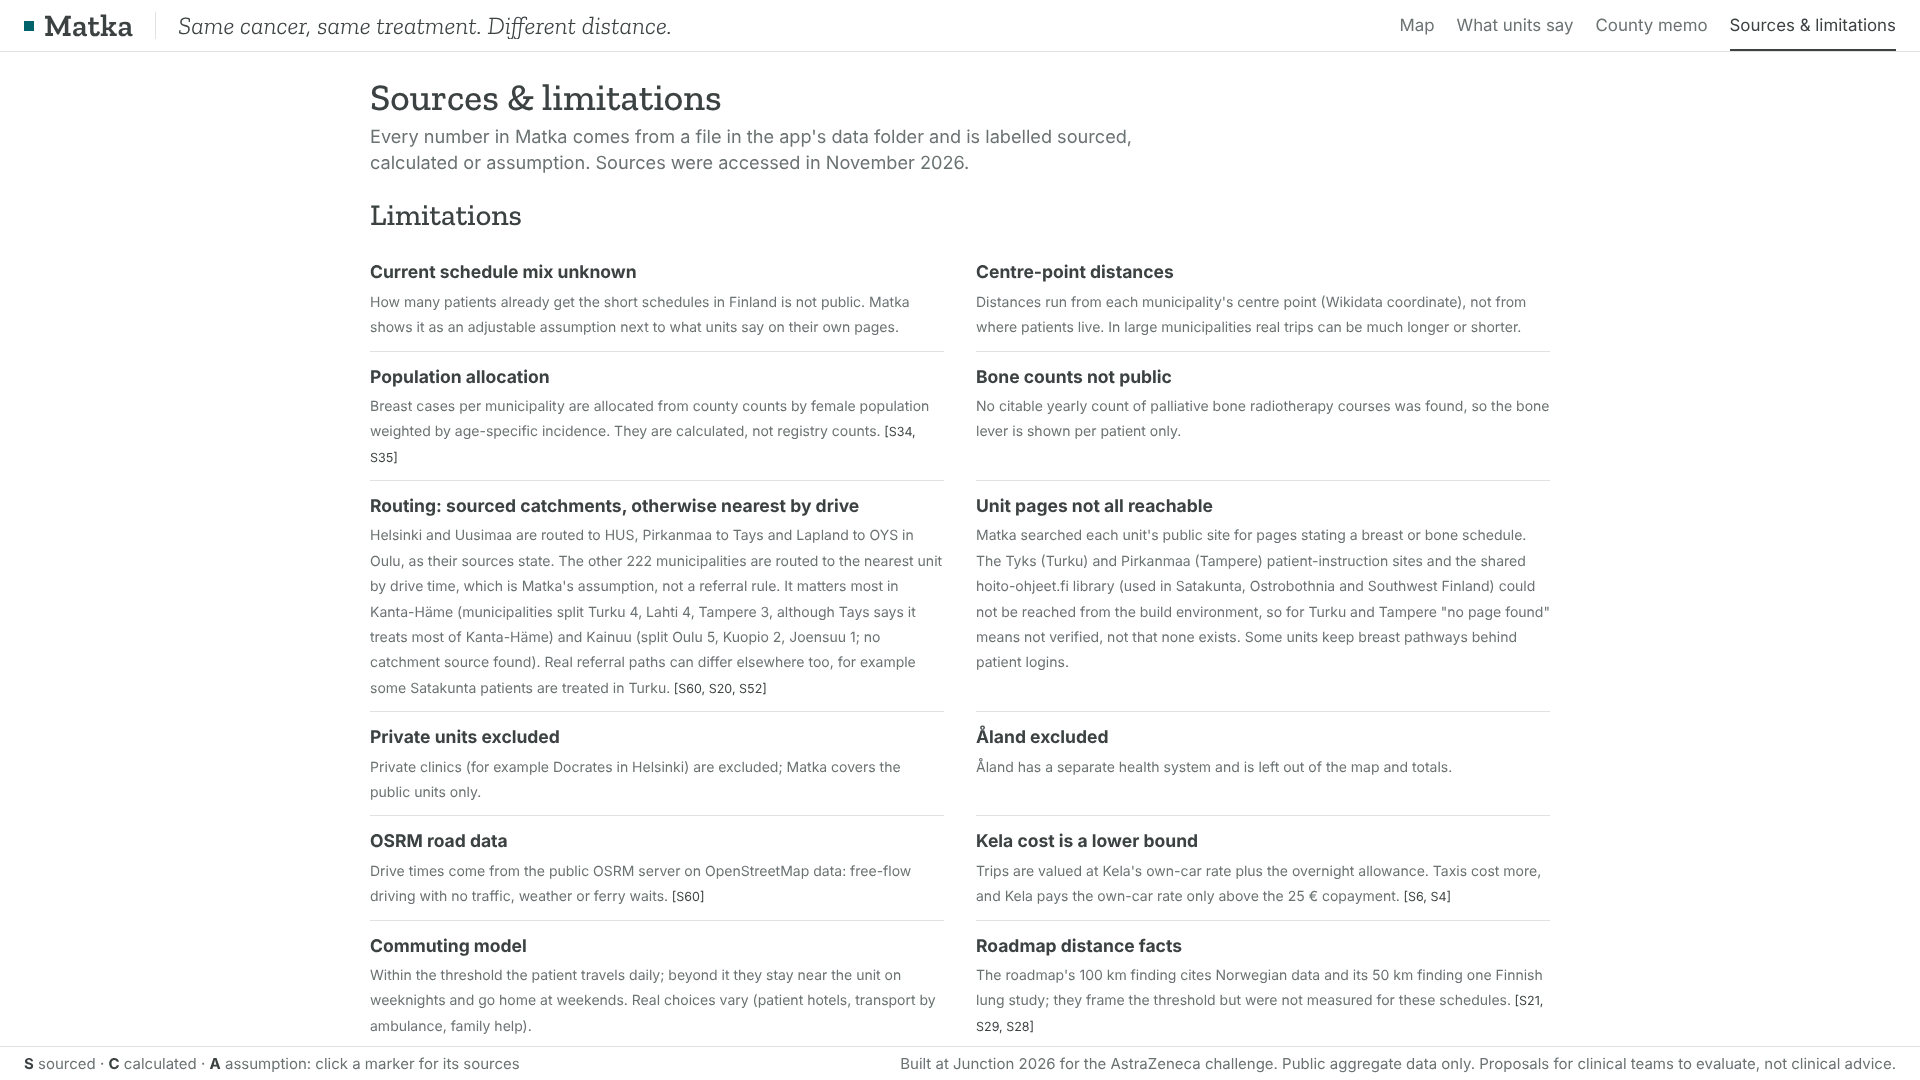 Matka
Same cancer, same treatment. Different distance.
Map
What units say
County memo
Sources & limitations
Sources & limitations
Every number in Matka comes from a file in the app's data folder and is labelled sourced,
calculated or assumption. Sources were accessed in November 2026.
Limitations
Current schedule mix unknown
How many patients already get the short schedules in Finland is not public. Matka
shows it as an adjustable assumption next to what units say on their own pages.
Centre-point distances
Distances run from each municipality's centre point (Wikidata coordinate), not from
where patients live. In large municipalities real trips can be much longer or shorter.
Population allocation
Breast cases per municipality are allocated from county counts by female population
weighted by age-specific incidence. They are calculated, not registry counts. [S34,
S35]
Bone counts not public
No citable yearly count of palliative bone radiotherapy courses was found, so the bone
lever is shown per patient only.
Routing: sourced catchments, otherwise nearest by drive
Helsinki and Uusimaa are routed to HUS, Pirkanmaa to Tays and Lapland to OYS in
Oulu, as their sources state. The other 222 municipalities are routed to the nearest unit
by drive time, which is Matka's assumption, not a referral rule. It matters most in
Kanta-Häme (municipalities split Turku 4, Lahti 4, Tampere 3, although Tays says it
treats most of Kanta-Häme) and Kainuu (split Oulu 5, Kuopio 2, Joensuu 1; no
catchment source found). Real referral paths can differ elsewhere too, for example
some Satakunta patients are treated in Turku. [S60, S20, S52]
Unit pages not all reachable
Matka searched each unit's public site for pages stating a breast or bone schedule.
The Tyks (Turku) and Pirkanmaa (Tampere) patient-instruction sites and the shared
hoito-ohjeet.fi library (used in Satakunta, Ostrobothnia and Southwest Finland) could
not be reached from the build environment, so for Turku and Tampere "no page found"
means not verified, not that none exists. Some units keep breast pathways behind
patient logins.
Private units excluded
Private clinics (for example Docrates in Helsinki) are excluded; Matka covers the
public units only.
Åland excluded
Åland has a separate health system and is left out of the map and totals.
OSRM road data
Drive times come from the public OSRM server on OpenStreetMap data: free-flow
driving with no traffic, weather or ferry waits. [S60]
Kela cost is a lower bound
Trips are valued at Kela's own-car rate plus the overnight allowance. Taxis cost more,
and Kela pays the own-car rate only above the 25 € copayment. [S6, S4]
Commuting model
Within the threshold the patient travels daily; beyond it they stay near the unit on
weeknights and go home at weekends. Real choices vary (patient hotels, transport by
ambulance, family help).
Roadmap distance facts
The roadmap's 100 km finding cites Norwegian data and its 50 km finding one Finnish
lung study; they frame the threshold but were not measured for these schedules. [S21,
S29, S28]
S sourced · C calculated · A assumption: click a marker for its sources
Built at Junction 2026 for the AstraZeneca challenge. Public aggregate data only. Proposals for clinical teams to evaluate, not clinical advice.